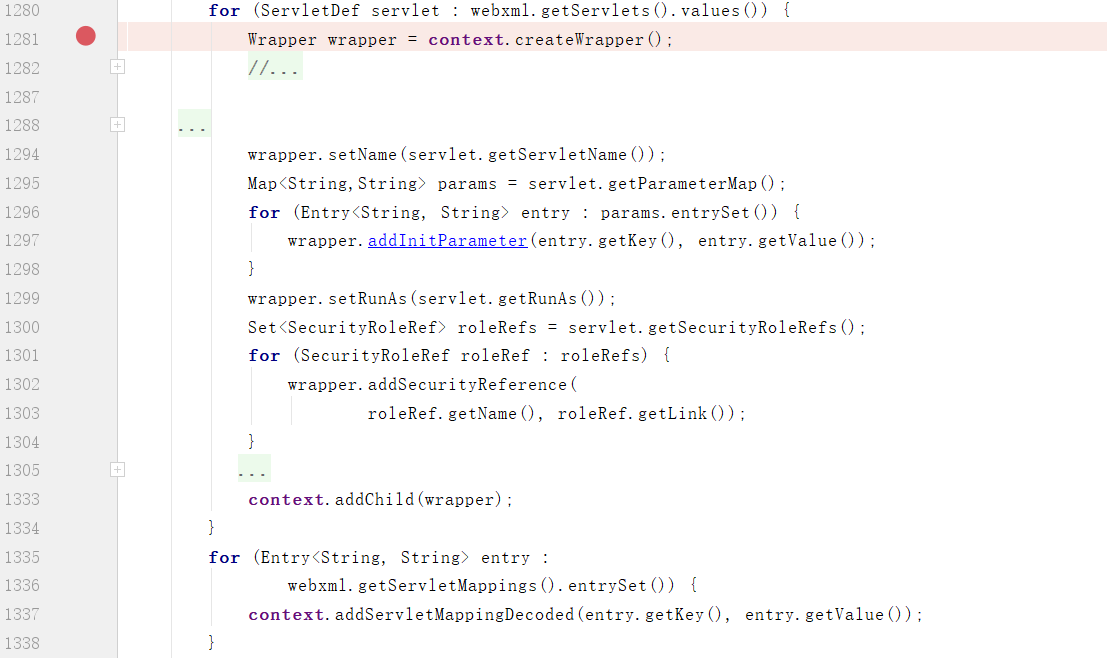 1280 for (ServletDef servlet : webxml.getServlets().values()) {
1281 Wrapper wrapper = context.createWrapper();
1282 //...
1287
1288 ...
1294 wrapper.setName(servlet.getServletName());
1295 Map<String,String> params = servlet.getParameterMap();
1296 for (Entry<String, String> entry : params.entrySet()) {
1297 wrapper.addInitParameter(entry.getKey(), entry.getValue());
1298 }
1299 wrapper.setRunAs(servlet.getRunAs());
1300 Set<SecurityRoleRef> roleRefs = servlet.getSecurityRoleRefs();
1301 for (SecurityRoleRef roleRef : roleRefs) {
1302 wrapper.addSecurityReference(
1303 roleRef.getName(), roleRef.getLink());
1304 }
1305 ...
1333 context.addChild(wrapper);
1334 }
1335 for (Entry<String, String> entry :
1336 webxml.getServletMappings().entrySet()) {
1337 context.addServletMappingDecoded(entry.getKey(), entry.getValue());
1338 }